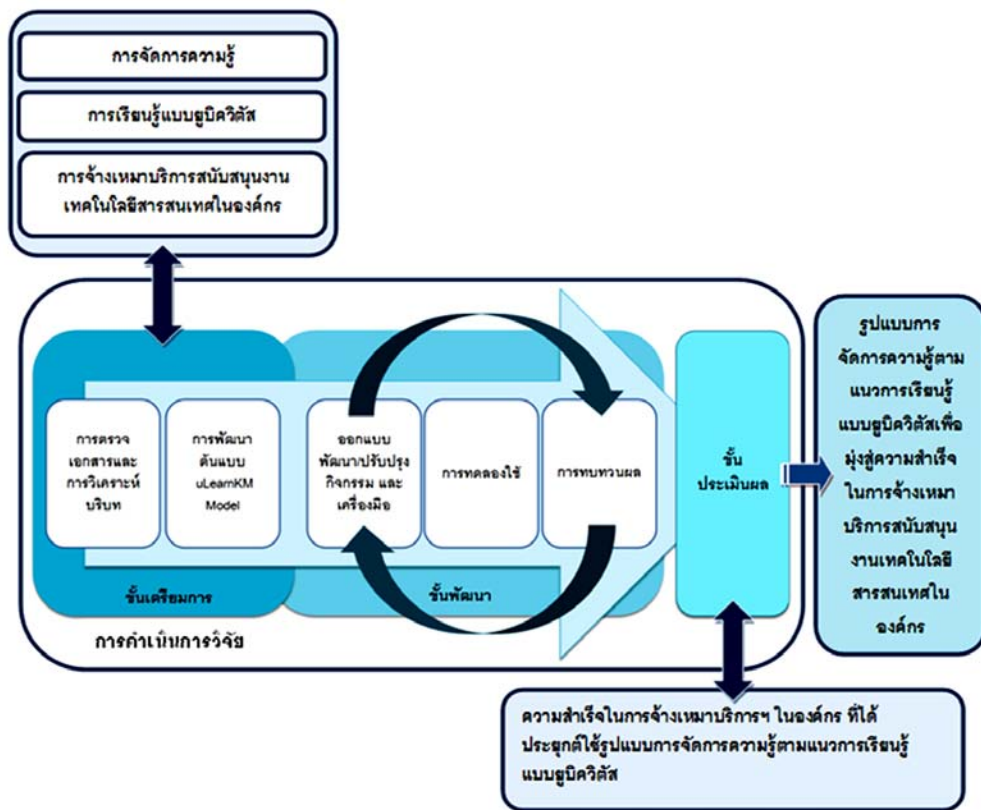 การจัดการความรู้
การเรียนรู้แบบยูบิควิตัส
การจ้างเหมาบริการสนับสนุนงาน
เทคโนโลยีสารสนเทศในองค์กร
การตรวจ
เอกสารและ
การวิเคราะห์
บริบท
การพัฒนา
ต้นแบบ
uLearnKM
Model
ออกแบบ
พัฒนา/ปรับปรุง
กิจกรรม และ
เครื่องมือ
การทดลองใช้
การทบทวนผล
ขั้น
ประเมินผล
ขั้นเตรียมการ
ขั้นพัฒนา
การดำเนินการวิจัย
รูปแบบการ
จัดการความรู้ตาม
แนวการเรียนรู้
แบบยูบิควิตัสเพื่อ
มุ่งสู่ความสำเร็จ
ในการจ้างเหมา
บริการสนับสนุน
งานเทคโนโลยี
สารสนเทศใน
องค์กร
ความสำเร็จในการจ้างเหมาบริการฯ ในองค์กร ที่ได้
ประยุกต์ใช้รูปแบบการจัดการความรู้ตามแนวการเรียนรู้
แบบยูบิควิตัส